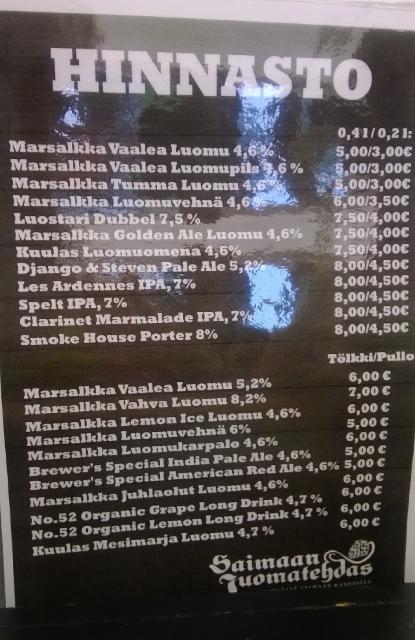 HINNASTO
0,4l/0,2l:
Marsalkka Vaalea Luomu 4,6% 5,00/3,00€
Marsalkka Vaalea Luomupils 4,6 % 5,00/3,00€
Marsalkka Tumma Luomu 4,6% 5,00/3,00€
Marsalkka Luomuvehnä 4,6% 6,00/3,50€
Luostari Dubbel 7,5 % 7,50/4,00€
Marsalkka Golden Ale Luomu 4,6% 7,50/4,00€
Kuulas Luomuomena 4,6% 7,50/4,00€
Django & Steven Pale Ale 5,2% 8,00/4,50€
Les Ardennes IPA, 7% 8,00/4,50€
Spelt IPA, 7% 8,00/4,50€
Clarinet Marmalade IPA, 7% 8,00/4,50€
Smoke House Porter 8% 8,00/4,50€
Tölkki/Pullo
Marsalkka Vaalea Luomu 5,2% 6,00 €
Marsalkka Vahva Luomu 8,2% 7,00 €
Marsalkka Lemon Ice Luomu 4,6% 6,00 €
Marsalkka Luomuvehnä 6% 5,00 €
Marsalkka Luomukarpalo 4,6% 6,00 €
Brewer's Special India Pale Ale 4,6% 5,00 €
Brewer's Special American Red Ale 4,6% 5,00 €
Marsalkka Juhlaolut Luomu 4,6% 6,00 €
No.52 Organic Grape Long Drink 4,7 % 6,00 €
No.52 Organic Lemon Long Drink 4,7 % 6,00 €
Kuulas Mesimarja Luomu 4,7 % 6,00 €
Saimaan
Juomatehdas
SAIMAAN KANNOILLA